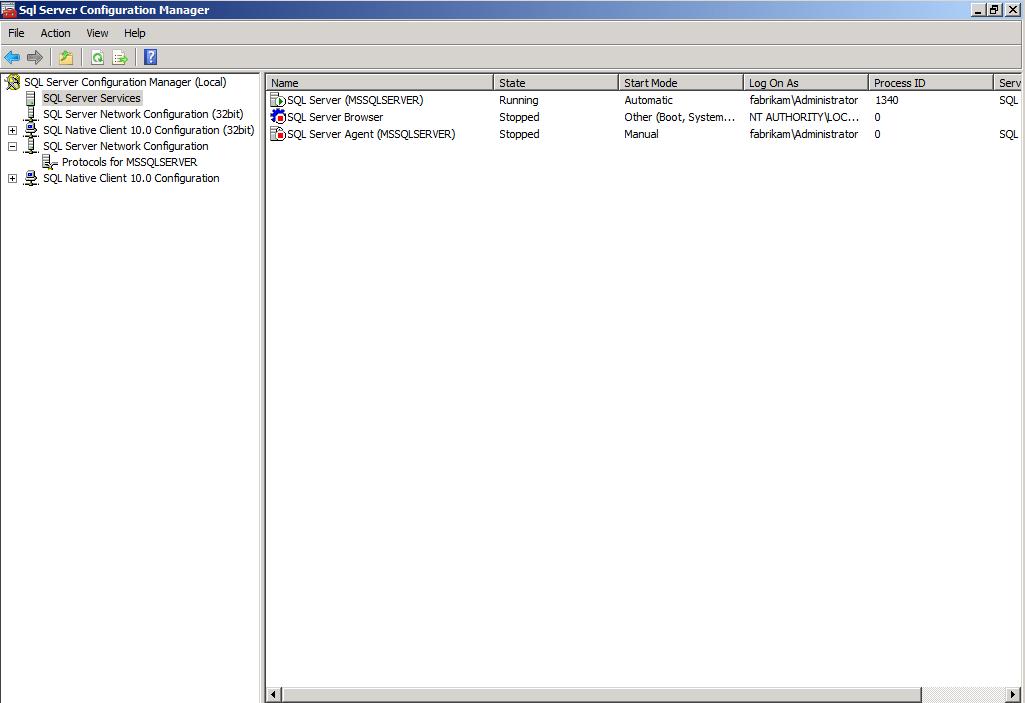 Sql Server Configuration Manager
File Action View Help
SQL Server Configuration Manager (Local)
SQL Server Services
SQL Server Network Configuration (32bit)
SQL Native Client 10.0 Configuration (32bit)
SQL Server Network Configuration
Protocols for MSSQLSERVER
SQL Native Client 10.0 Configuration
Name State Start Mode Log On As Process ID Serv
SQL Server (MSSQLSERVER) Running Automatic fabrikam\Administrator 1340 SQL
SQL Server Browser Stopped Other (Boot, System... NT AUTHORITY\LOC... 0
SQL Server Agent (MSSQLSERVER) Stopped Manual fabrikam\Administrator 0 SQL